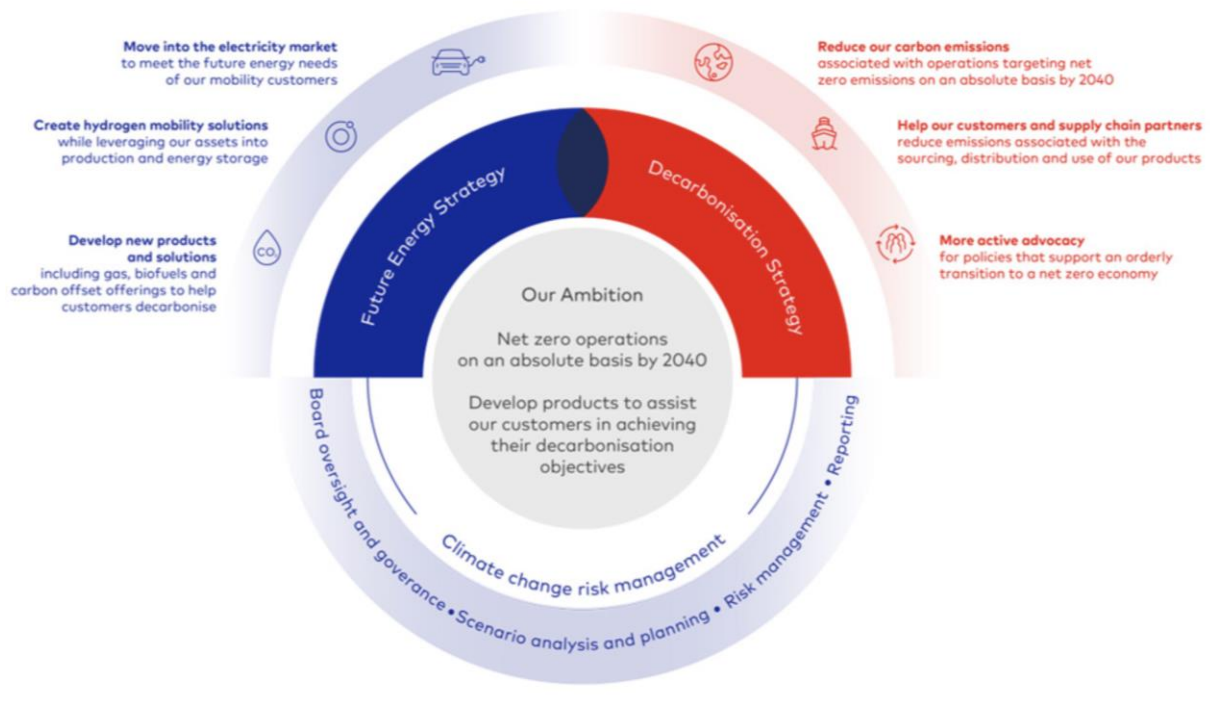 Move into the electricity market
to meet the future energy needs
of our mobility customers
Create hydrogen mobility solutions
while leveraging our assets into
production and energy storage
Develop new products
and solutions
including gas, biofuels and
carbon offset offerings to help
customers decarbonise
CO₂
Reduce our carbon emissions
associated with operations targeting net
zero emissions on an absolute basis by 2040
Help our customers and supply chain partners
reduce emissions associated with the
sourcing, distribution and use of our products
More active advocacy
for policies that support an orderly
transition to a net zero economy
Future Energy Strategy
Decarbonisation Strategy
Our Ambition
Net zero operations
on an absolute basis by 2040
Develop products to assist
our customers in achieving
their decarbonisation
objectives
Climate change risk management
Board oversight and goverance • Scenario analysis and planning • Risk management • Reporting